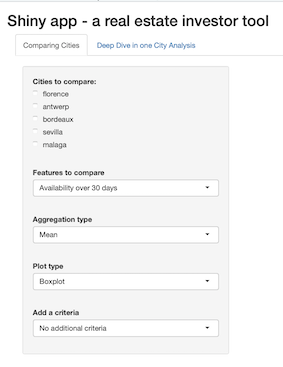 Shiny app - a real estate investor tool
Comparing Cities
Deep Dive in one City Analysis
Cities to compare:
florence
antwerp
bordeaux
sevilla
malaga
Features to compare
Availability over 30 days
Aggregation type
Mean
Plot type
Boxplot
Add a criteria
No additional criteria